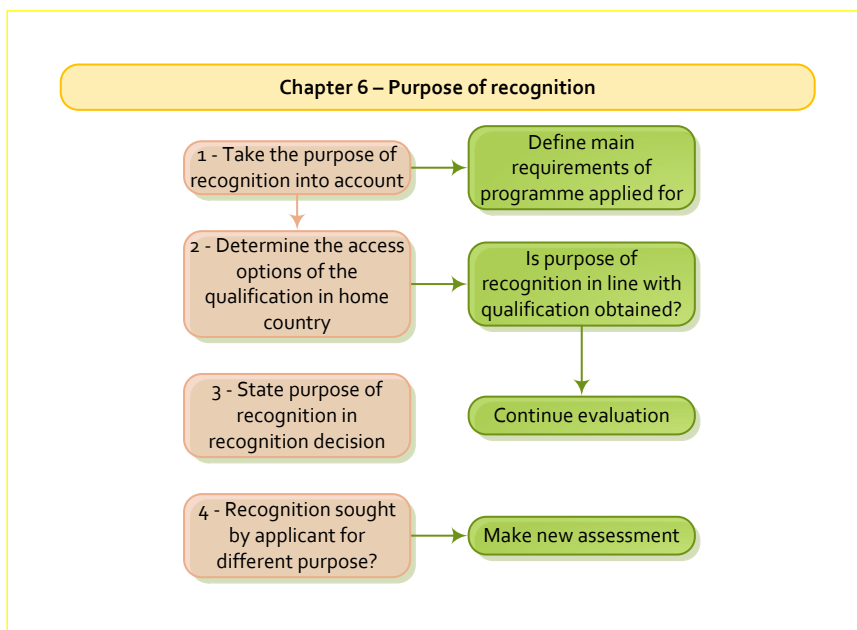 Chapter 6 – Purpose of recognition
1 - Take the purpose of
recognition into account
Define main
requirements of
programme applied for
2 - Determine the access
options of the
qualification in home
country
Is purpose of
recognition in line with
qualification obtained?
3 - State purpose of
recognition in
recognition decision
Continue evaluation
4 - Recognition sought
by applicant for
different purpose?
Make new assessment